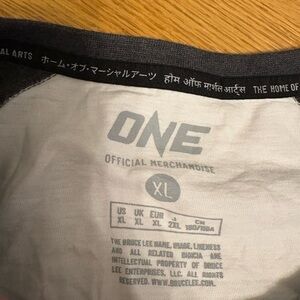 AL ARTS ホーム・オブ・マーシャルアーツ होम ऑफ मार्शल आर्ट्स THE HOME OF
ONE
OFFICIAL MERCHANDISE
XL
US UK EUR J CN
XL XL XL 2XL 180/108A
THE BRUCE LEE NAME, IMAGE, LIKENESS
AND ALL RELATED INDICIA ARE
INTELLECTUAL PROPERTY OF BRUCE
LEE ENTERPRISES, LLC. ALL RIGHTS
RESERVED. WWW.BRUCELEE.COM.